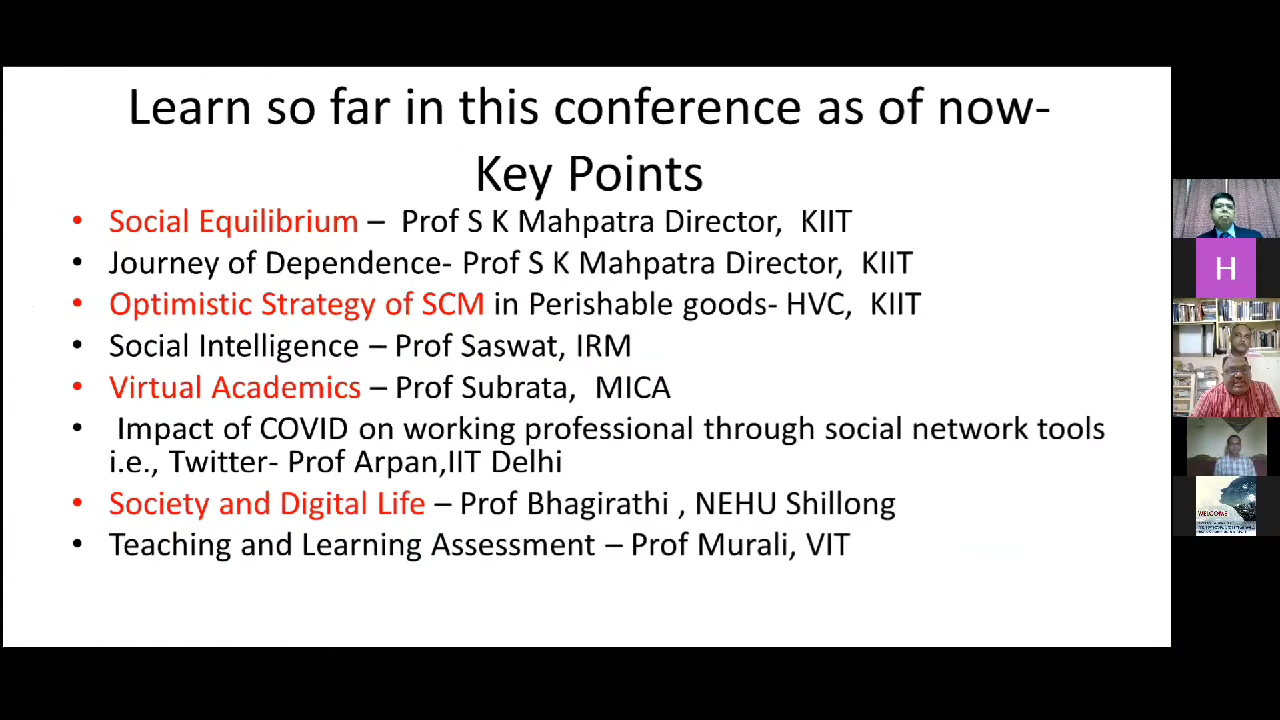 Learn so far in this conference as of now-
Key Points
• Social Equilibrium – Prof S K Mahpatra Director, KIIT
• Journey of Dependence- Prof S K Mahpatra Director, KIIT
• Optimistic Strategy of SCM in Perishable goods- HVC, KIIT
• Social Intelligence – Prof Saswat, IRM
• Virtual Academics – Prof Subrata, MICA
• Impact of COVID on working professional through social network tools
i.e., Twitter- Prof Arpan,IIT Delhi
• Society and Digital Life – Prof Bhagirathi , NEHU Shillong
• Teaching and Learning Assessment – Prof Murali, VIT
H
WELCOME